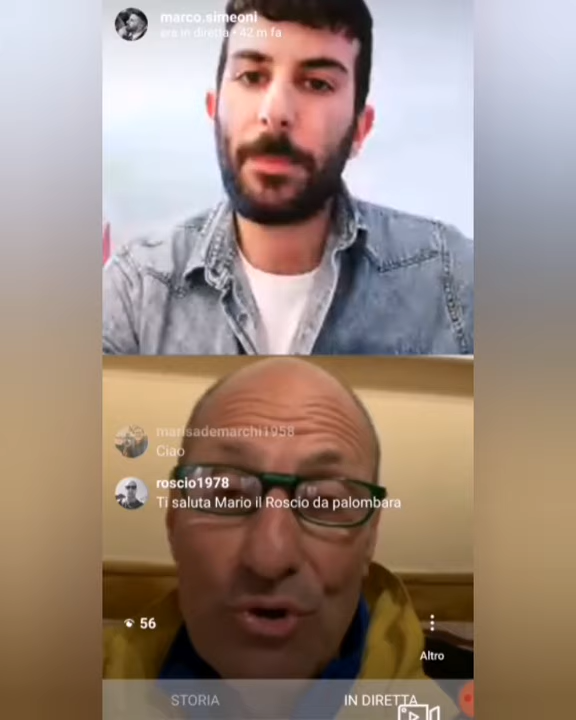 marco.simeoni
era in diretta • 42 m fa
marisademarchi1958
Ciao
roscio1978
Ti saluta Mario il Roscio da palombara
56
Altro
STORIA
IN DIRETTA